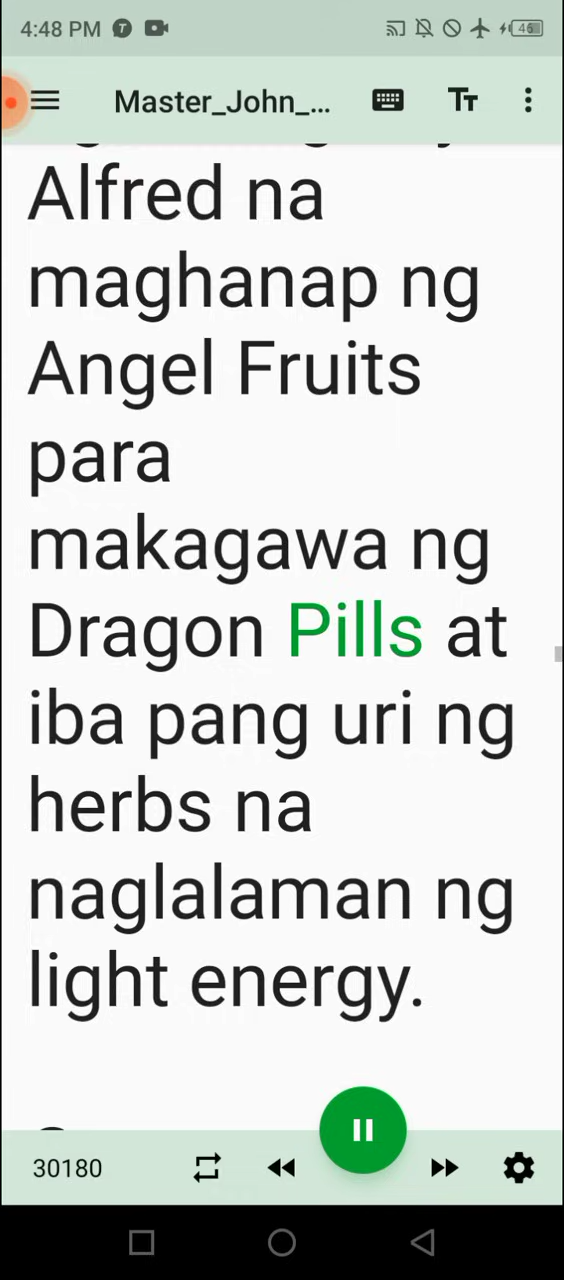 4:48 PM
46
Master_John_...
Alfred na
maghanap ng
Angel Fruits
para
makagawa ng
Dragon Pills at
iba pang uri ng
herbs na
naglalaman ng
light energy.
30180